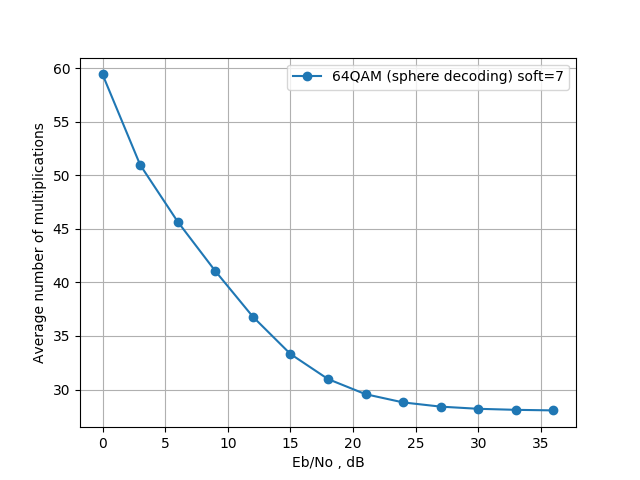 64QAM (sphere decoding) soft=7
Average number of multiplications
60
55
50
45
40
35
30
0 5 10 15 20 25 30 35
Eb/No , dB